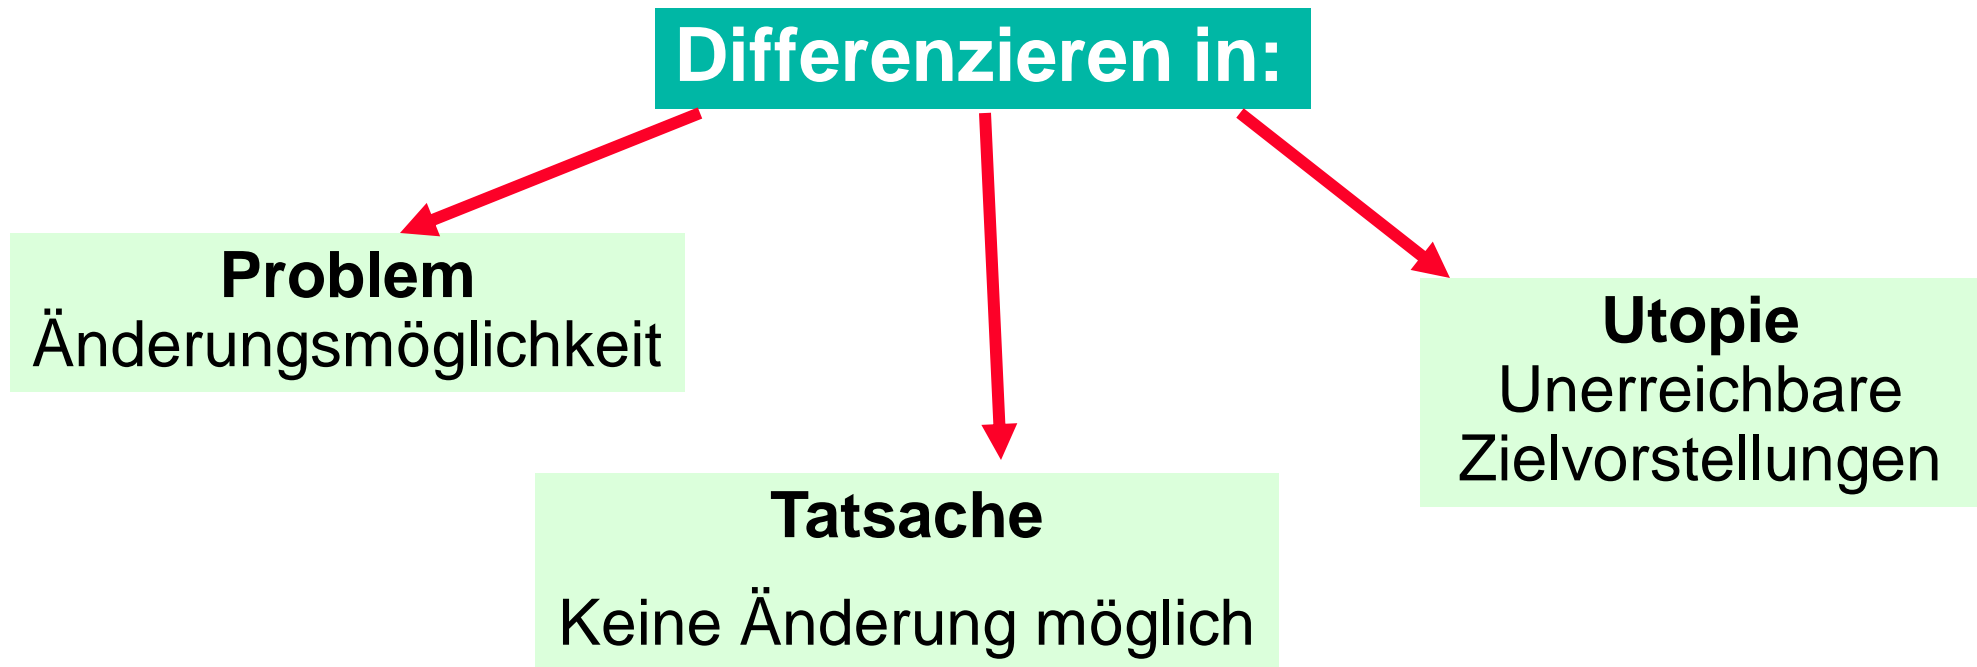 Differenzieren in:
Problem
Änderungsmöglichkeit
Tatsache
Keine Änderung möglich
Utopie
Unerreichbare
Zielvorstellungen